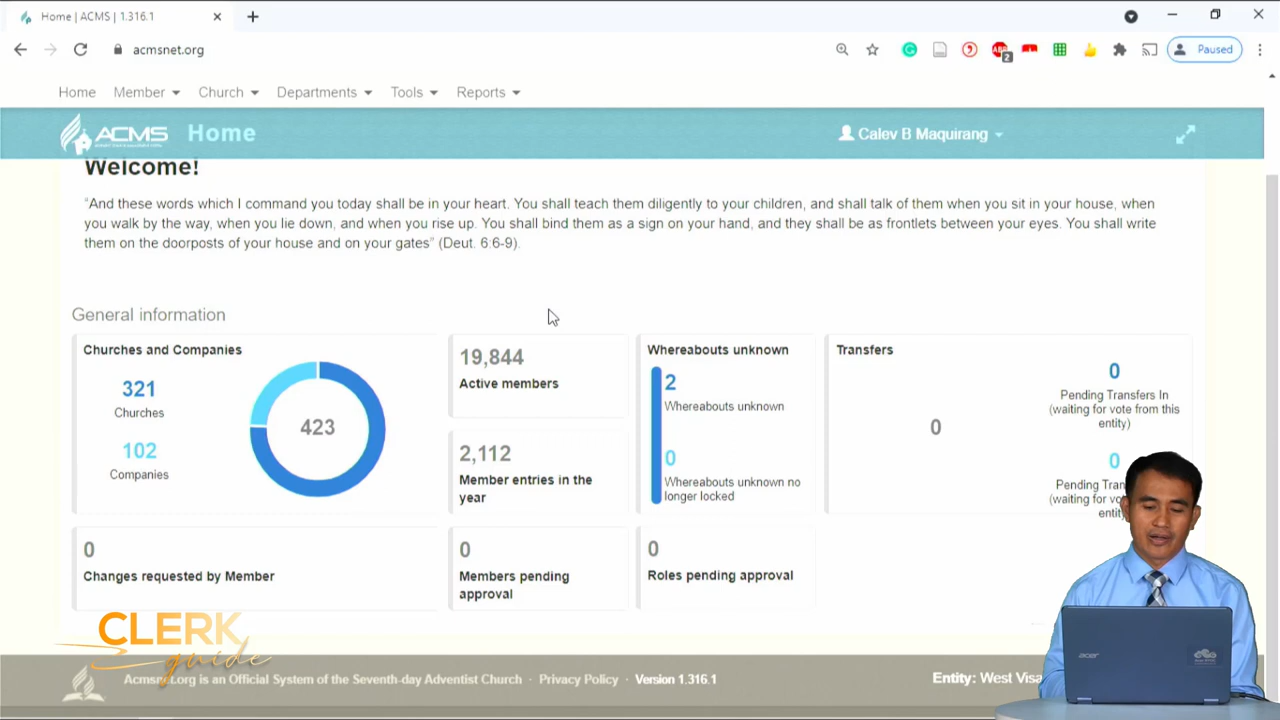 Home | ACMS | 1.316.1
acmsnet.org
Paused
Home Member Church Departments Tools Reports
ACMS Home Calev B Maquirang
Welcome!
“And these words which I command you today shall be in your heart. You shall teach them diligently to your children, and shall talk of them when you sit in your house, when
you walk by the way, when you lie down, and when you rise up. You shall bind them as a sign on your hand, and they shall be as frontlets between your eyes. You shall write
them on the doorposts of your house and on your gates” (Deut. 6:6-9).
General information
Churches and Companies
321
Churches
102
Companies
423
19,844
Active members
2,112
Member entries in the
year
Whereabouts unknown
2
Whereabouts unknown
0
Whereabouts unknown no
longer locked
Transfers
0
0
Pending Transfers In
(waiting for vote from this
entity)
0
Pending Tran
(waiting for vo
entity
0
Changes requested by Member
0
Members pending
approval
0
Roles pending approval
CLERK
guide
Acmsnet.org is an Official System of the Seventh-day Adventist Church · Privacy Policy · Version 1.316.1
Entity: West Visa
acer